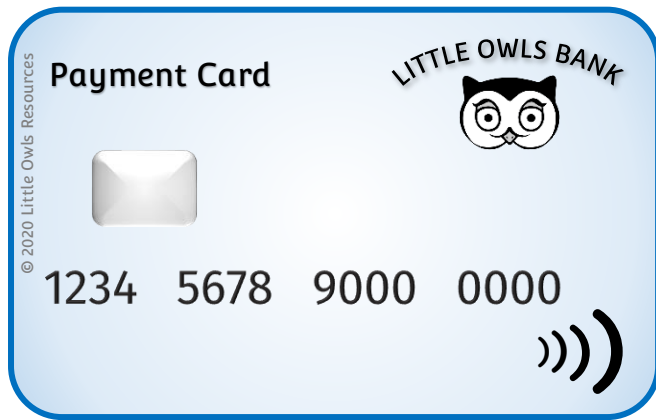 LITTLE OWLS BANK
Payment Card
© 2020 Little Owls Resources
1234 5678 9000 0000